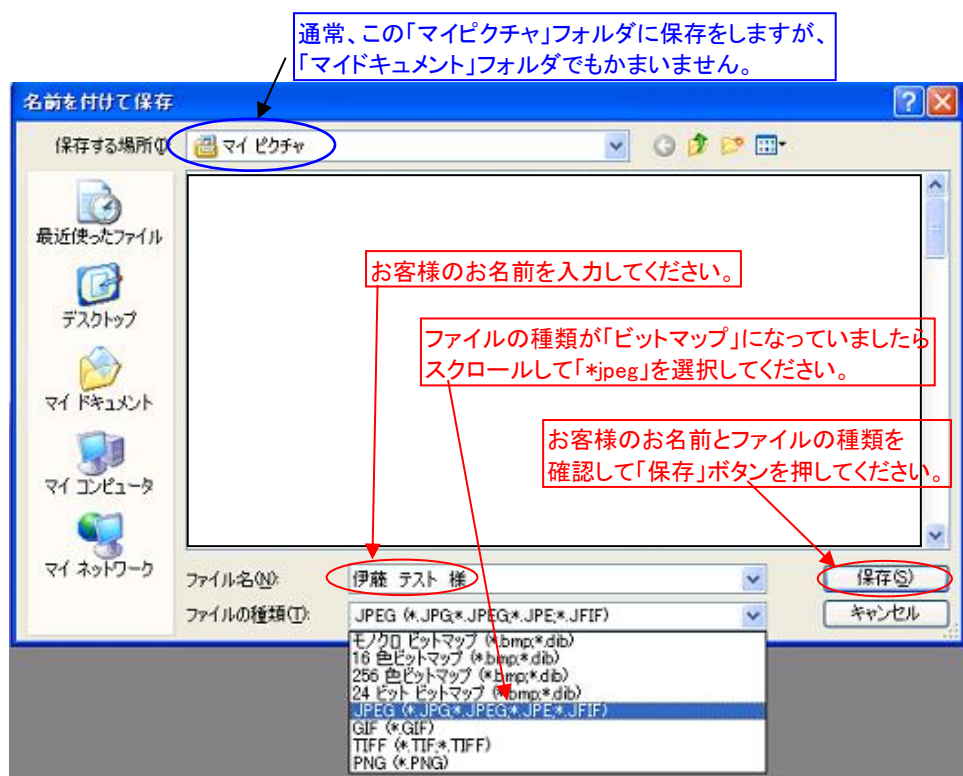 通常、この「マイピクチャ」フォルダに保存をしますが、
「マイドキュメント」フォルダでもかまいません。
名前を付けて保存
保存する場所(I):
マイ ピクチャ
最近使ったファイル
デスクトップ
マイ ドキュメント
マイ コンピュータ
マイ ネットワーク
お客様のお名前を入力してください。
ファイルの種類が「ビットマップ」になっていましたら
スクロールして「*jpeg」を選択してください。
お客様のお名前とファイルの種類を
確認して「保存」ボタンを押してください。
ファイル名(N):
伊藤 テスト 様
保存(S)
ファイルの種類(T):
JPEG (*.JPG;*.JPEG;*.JPE;*.JFIF)
キャンセル
モノクロ ビットマップ (*.bmp;*.dib)
16 色ビットマップ (*.bmp;*.dib)
256 色ビットマップ (*.bmp;*.dib)
24 ビット ビットマップ (*.bmp;*.dib)
JPEG (*.JPG;*.JPEG;*.JPE;*.JFIF)
GIF (*.GIF)
TIFF (*.TIF;*.TIFF)
PNG (*.PNG)